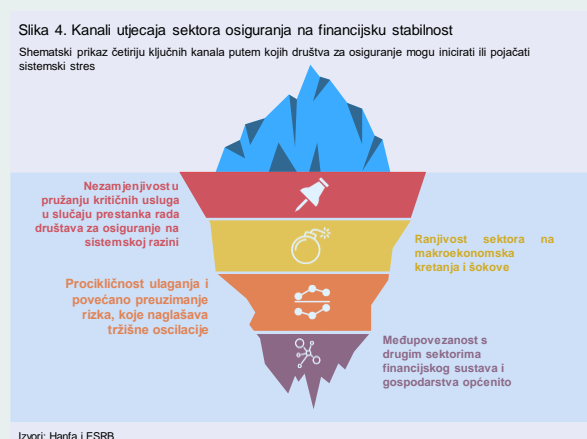 Slika 4. Kanali utjecaja sektora osiguranja na financijsku stabilnost
Shematski prikaz četiriju ključnih kanala putem kojih društva za osiguranje mogu inicirati ili pojačati
sistemski stres
Nezamjenjivost u
pružanju kritičnih usluga
u slučaju prestanka rada
društava za osiguranje na
sistemskoj razini
Ranjivost sektora na
makroekonomska
kretanja i šokove
Procikličnost ulaganja i
povećano preuzimanje
rizka, koje naglašava
tržišne oscilacije
Međupovezanost s
drugim sektorima
financijskog sustava i
gospodarstva općenito
Izvori: Hanfa i ESRB